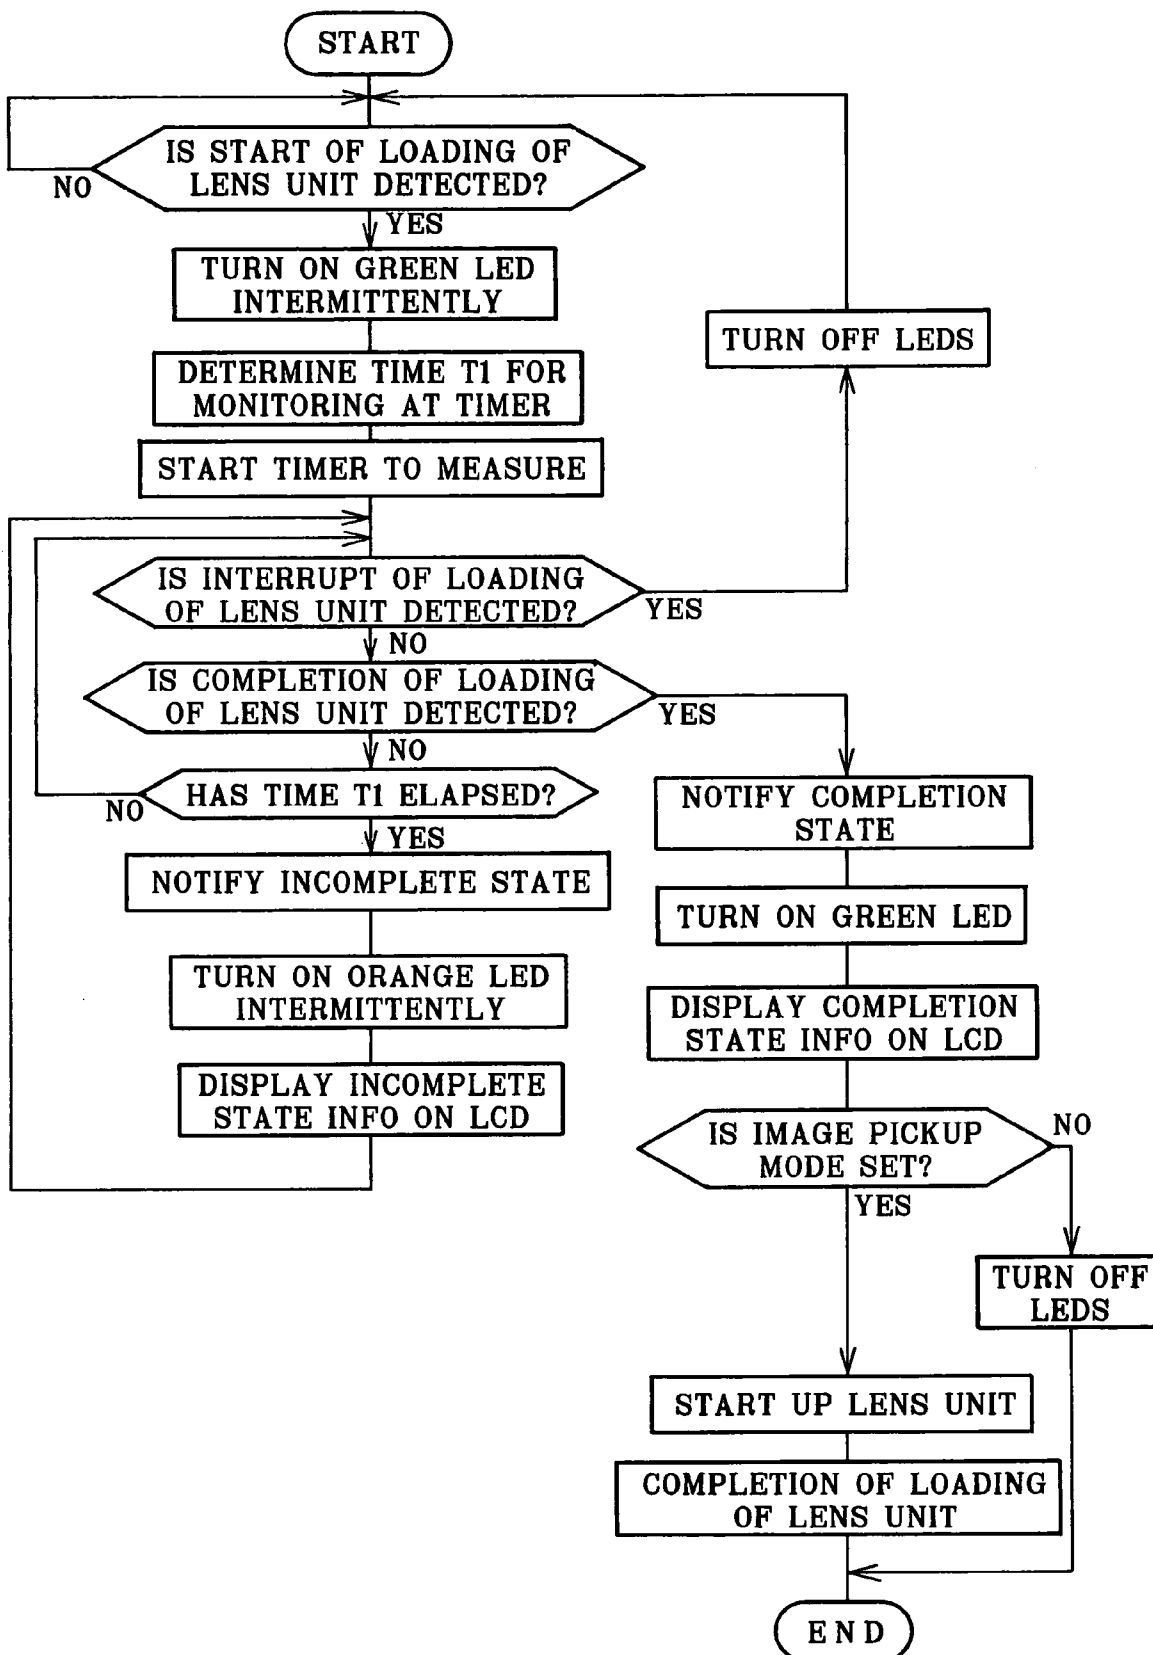 START
IS START OF LOADING OF
LENS UNIT DETECTED?
NO
YES
TURN ON GREEN LED
INTERMITTENTLY
TURN OFF LEDS
DETERMINE TIME T1 FOR
MONITORING AT TIMER
START TIMER TO MEASURE
IS INTERRUPT OF LOADING
OF LENS UNIT DETECTED?
YES
NO
IS COMPLETION OF LOADING
OF LENS UNIT DETECTED?
YES
NO
HAS TIME T1 ELAPSED?
NO
YES
NOTIFY INCOMPLETE STATE
TURN ON ORANGE LED
INTERMITTENTLY
DISPLAY INCOMPLETE
STATE INFO ON LCD
NOTIFY COMPLETION
STATE
TURN ON GREEN LED
DISPLAY COMPLETION
STATE INFO ON LCD
IS IMAGE PICKUP
MODE SET?
NO
YES
TURN OFF
LEDS
START UP LENS UNIT
COMPLETION OF LOADING
OF LENS UNIT
END